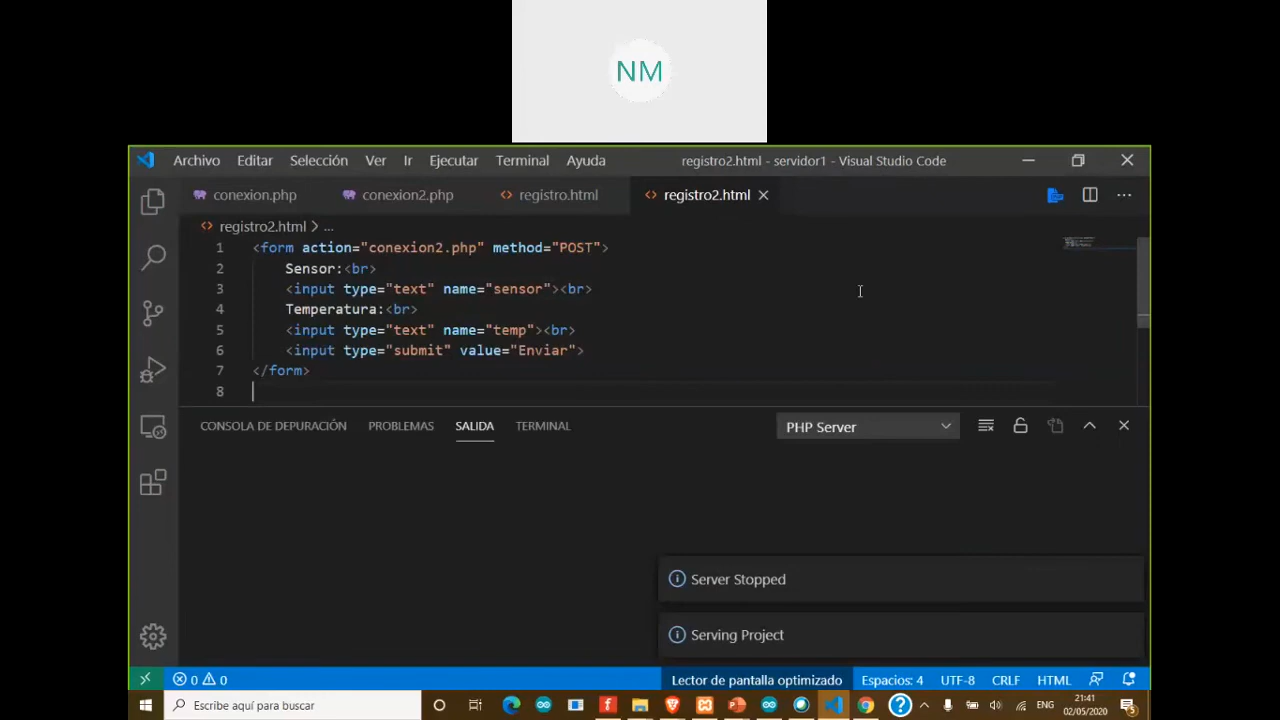 NM
Archivo Editar Selección Ver Ir Ejecutar Terminal Ayuda registro2.html - servidor1 - Visual Studio Code
conexion.php conexion2.php registro.html registro2.html
registro2.html > ...
1 <form action="conexion2.php" method="POST">
2 Sensor:<br>
3 <input type="text" name="sensor"><br>
4 Temperatura:<br>
5 <input type="text" name="temp"><br>
6 <input type="submit" value="Enviar">
7 </form>
8
CONSOLA DE DEPURACIÓN PROBLEMAS SALIDA TERMINAL PHP Server
Server Stopped
Serving Project
0 0 Lector de pantalla optimizado Espacios: 4 UTF-8 CRLF HTML
Escribe aquí para buscar ENG 21:41
02/05/2020 5